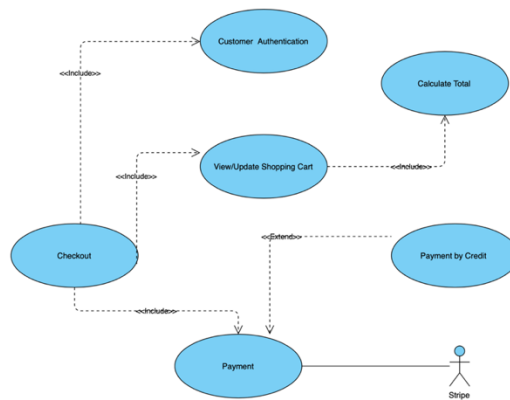 Customer Authentication
<<Include>>
Calculate Total
View/Update Shopping Cart
<<Include>>
<<Include>>
<<Extend>>
Checkout
Payment by Credit
<<Include>>
Payment
Stripe